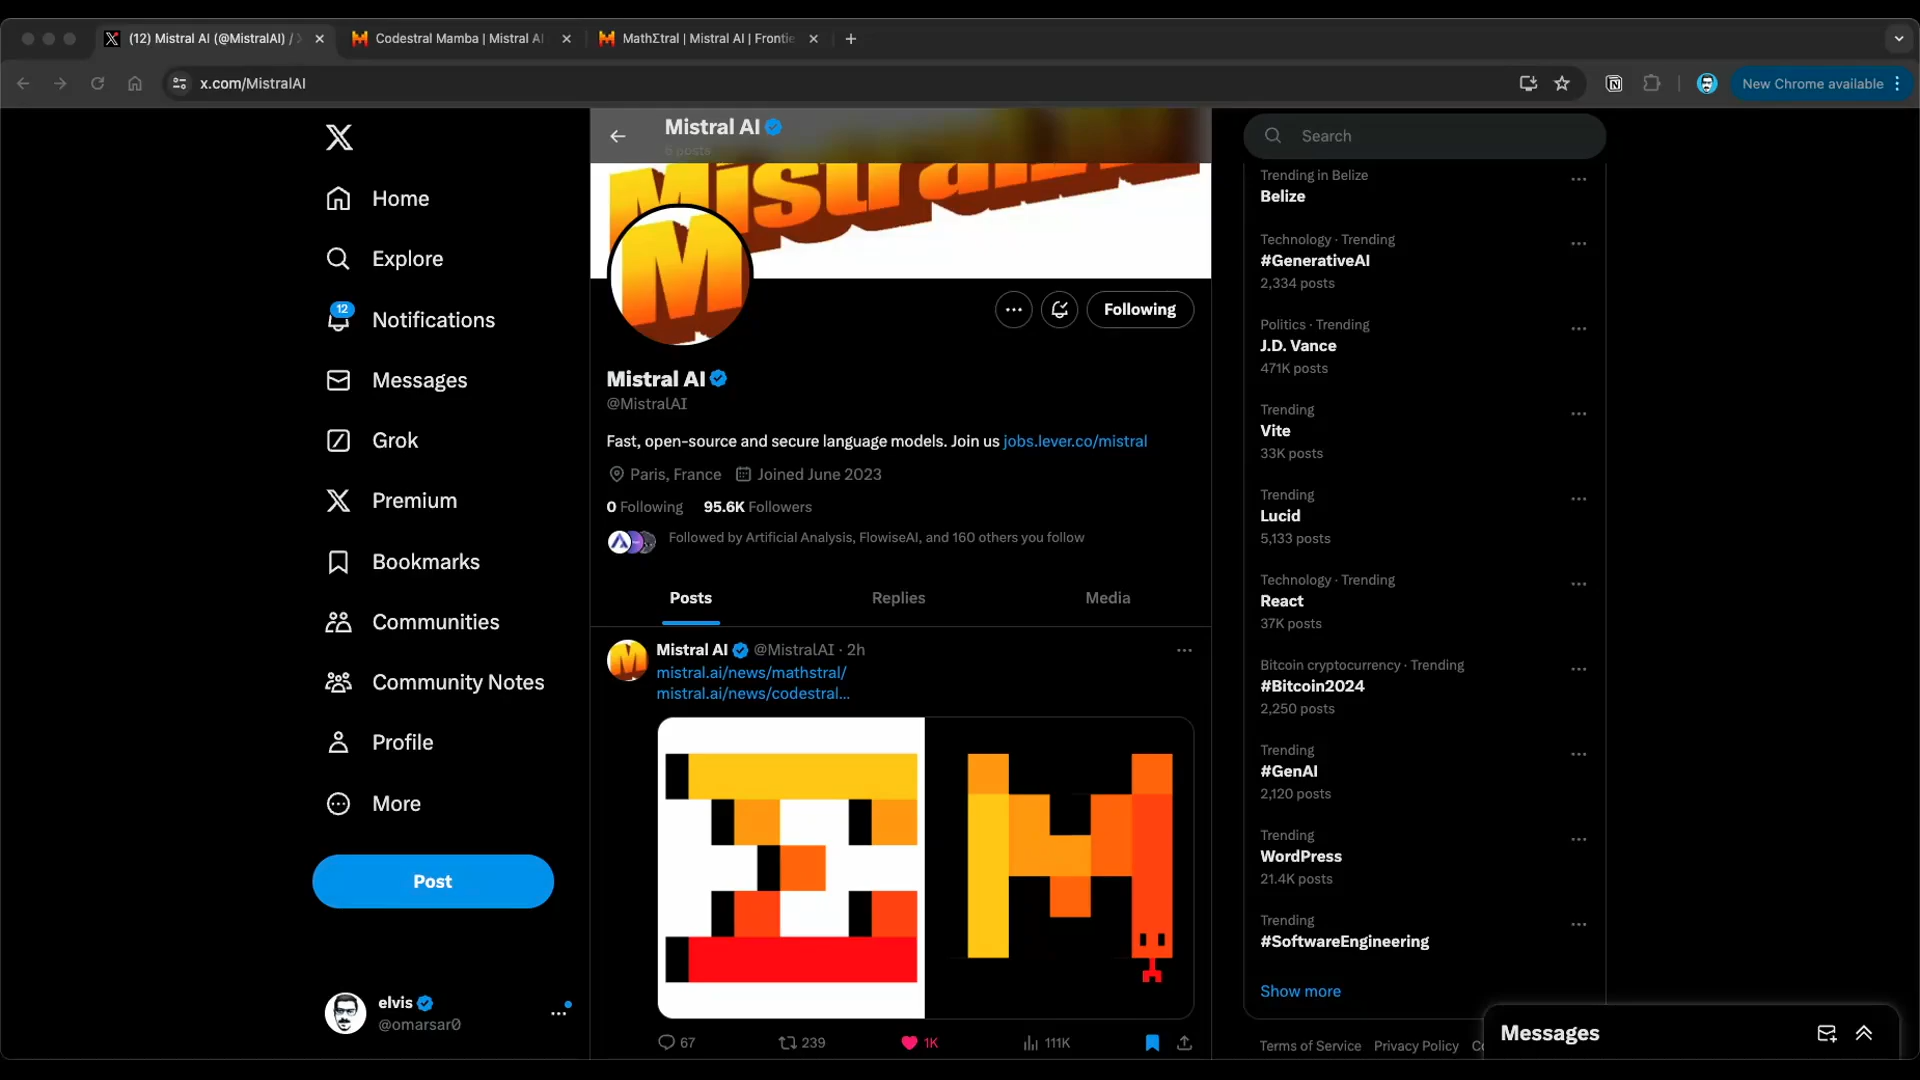 (12) Mistral AI (@MistralAI) /
Codestral Mamba | Mistral AI
MathΣtral | Mistral AI | Frontie
x.com/MistralAI
New Chrome available
Home
Explore
12
Notifications
Messages
Grok
Premium
Bookmarks
Communities
Community Notes
Profile
More
Post
elvis
@omarsar0
Mistral AI
6 posts
MistralAI
M
Following
Mistral AI
@MistralAI
Fast, open-source and secure language models. Join us jobs.lever.co/mistral
Paris, France Joined June 2023
0 Following 95.6K Followers
Followed by Artificial Analysis, FlowiseAI, and 160 others you follow
Posts Replies Media
Mistral AI @MistralAI · 2h
mistral.ai/news/mathstral/
mistral.ai/news/codestral...
67 239 1K 111K
Search
Trending in Belize
Belize
Technology · Trending
#GenerativeAI
2,334 posts
Politics · Trending
J.D. Vance
471K posts
Trending
Vite
33K posts
Trending
Lucid
5,133 posts
Technology · Trending
React
37K posts
Bitcoin cryptocurrency · Trending
#Bitcoin2024
2,250 posts
Trending
#GenAI
2,120 posts
Trending
WordPress
21.4K posts
Trending
#SoftwareEngineering
Show more
Terms of Service Privacy Policy
Messages